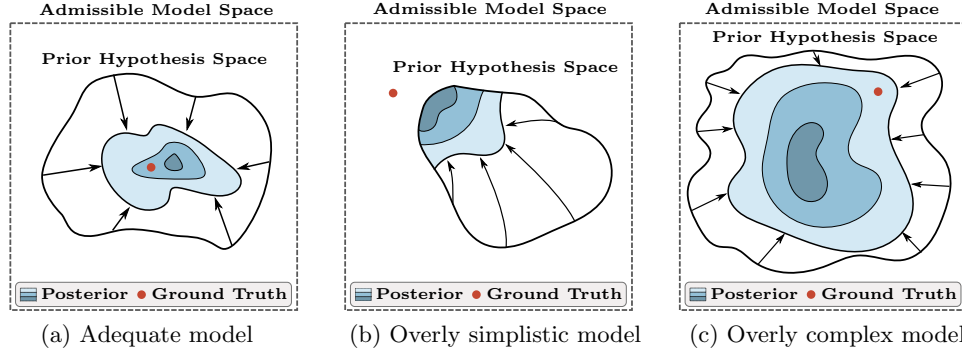 Admissible Model Space
Prior Hypothesis Space
Posterior Ground Truth
(a) Adequate model
Admissible Model Space
Prior Hypothesis Space
Posterior Ground Truth
(b) Overly simplistic model
Admissible Model Space
Prior Hypothesis Space
Posterior Ground Truth
(c) Overly complex model